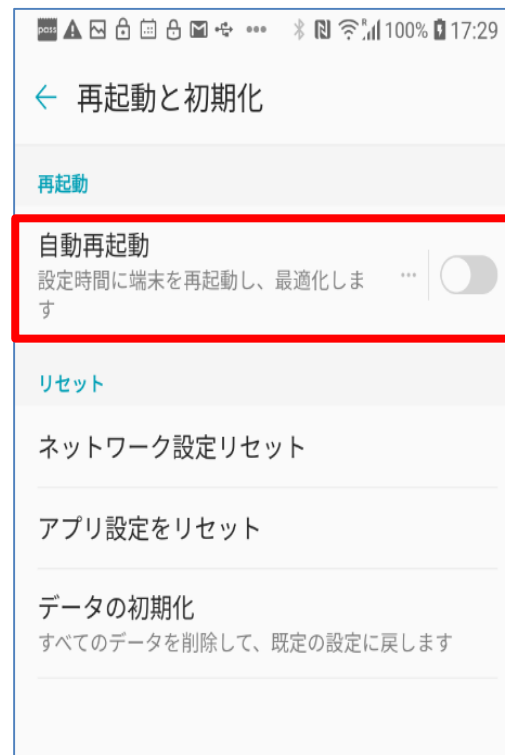 poss 100% 17:29
← 再起動と初期化
再起動
自動再起動
設定時間に端末を再起動し、最適化しま
す
リセット
ネットワーク設定リセット
アプリ設定をリセット
データの初期化
すべてのデータを削除して、既定の設定に戻します